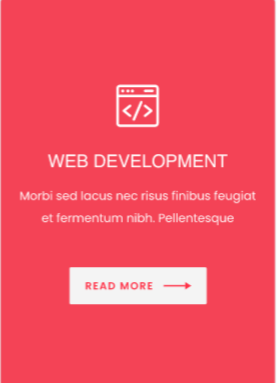 </>
WEB DEVELOPMENT
Morbi sed lacus nec risus finibus feugiat
et fermentum nibh. Pellentesque
READ MORE